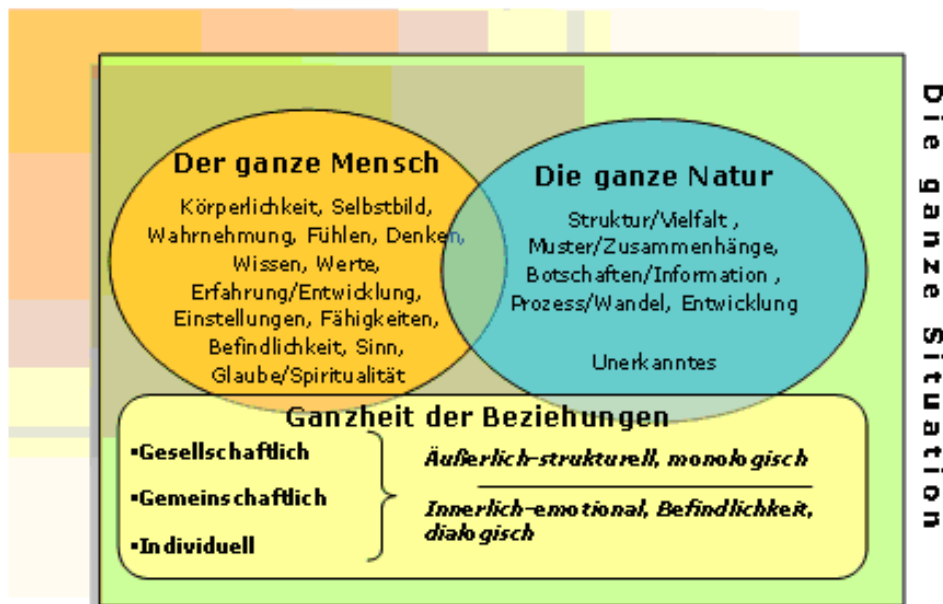 Der ganze Mensch
Körperlichkeit, Selbstbild,
Wahrnehmung, Fühlen, Denken,
Wissen, Werte,
Erfahrung/Entwicklung,
Einstellungen, Fähigkeiten,
Befindlichkeit, Sinn,
Glaube/Spiritualität
Die ganze Natur
Struktur/Vielfalt ,
Muster/Zusammenhänge,
Botschaften/Information ,
Prozess/Wandel, Entwicklung
Unerkanntes
Ganzheit der Beziehungen
▪Gesellschaftlich
▪Gemeinschaftlich
▪Individuell
Äußerlich-strukturell, monologisch
Innerlich-emotional, Befindlichkeit,
dialogisch
Die ganze Situation